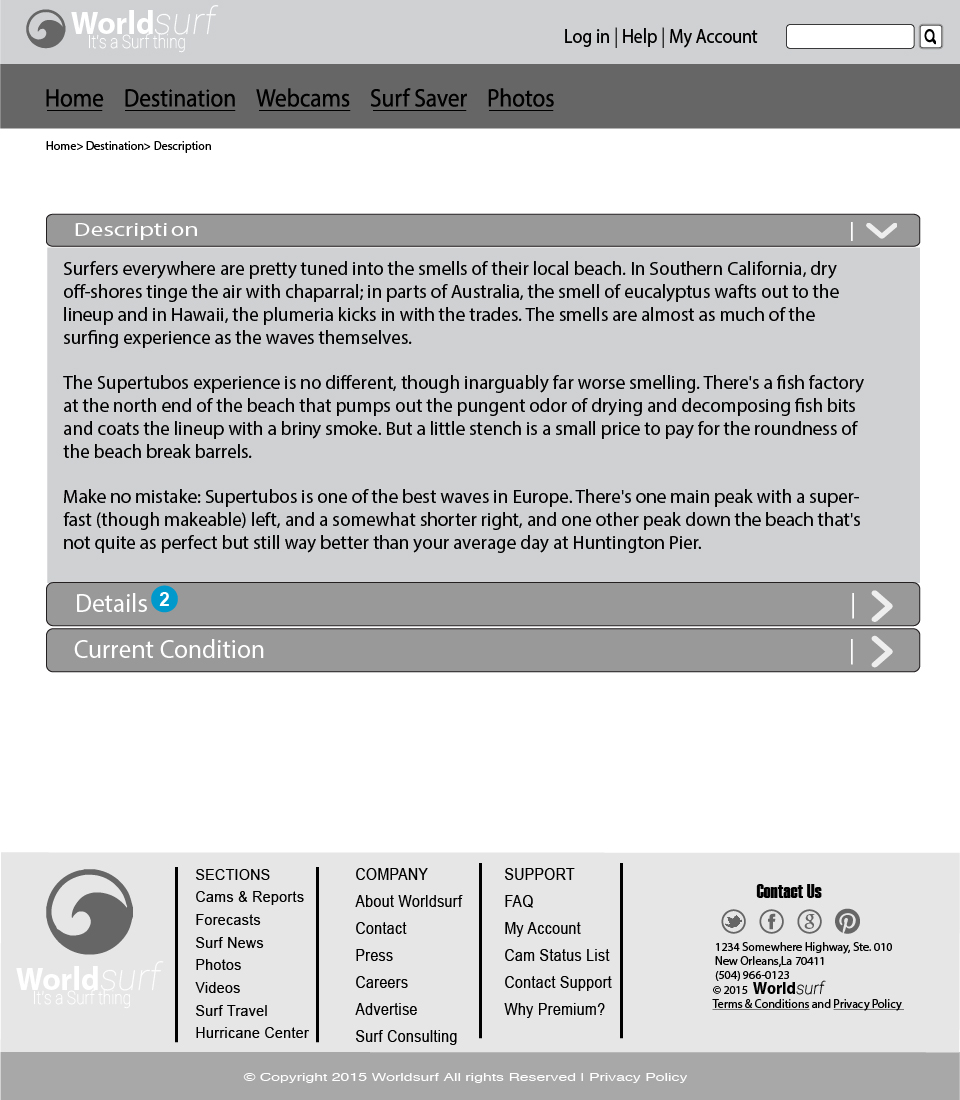 Worldsurf
It's a Surf thing
Log in | Help | My Account
Home Destination Webcams Surf Saver Photos
Home> Destination> Description
Description
Surfers everywhere are pretty tuned into the smells of their local beach. In Southern California, dry
off-shores tinge the air with chaparral; in parts of Australia, the smell of eucalyptus wafts out to the
lineup and in Hawaii, the plumeria kicks in with the trades. The smells are almost as much of the
surfing experience as the waves themselves.
The Supertubos experience is no different, though inarguably far worse smelling. There's a fish factory
at the north end of the beach that pumps out the pungent odor of drying and decomposing fish bits
and coats the lineup with a briny smoke. But a little stench is a small price to pay for the roundness of
the beach break barrels.
Make no mistake: Supertubos is one of the best waves in Europe. There's one main peak with a super-
fast (though makeable) left, and a somewhat shorter right, and one other peak down the beach that's
not quite as perfect but still way better than your average day at Huntington Pier.
Details 2
Current Condition
Worldsurf
It's a Surf thing
SECTIONS
Cams & Reports
Forecasts
Surf News
Photos
Videos
Surf Travel
Hurricane Center
COMPANY
About Worldsurf
Contact
Press
Careers
Advertise
Surf Consulting
SUPPORT
FAQ
My Account
Cam Status List
Contact Support
Why Premium?
Contact Us
1234 Somewhere Highway, Ste. 010
New Orleans,La 70411
(504) 966-0123
© 2015 Worldsurf
Terms & Conditions and Privacy Policy
© Copyright 2015 Worldsurf All rights Reserved | Privacy Policy